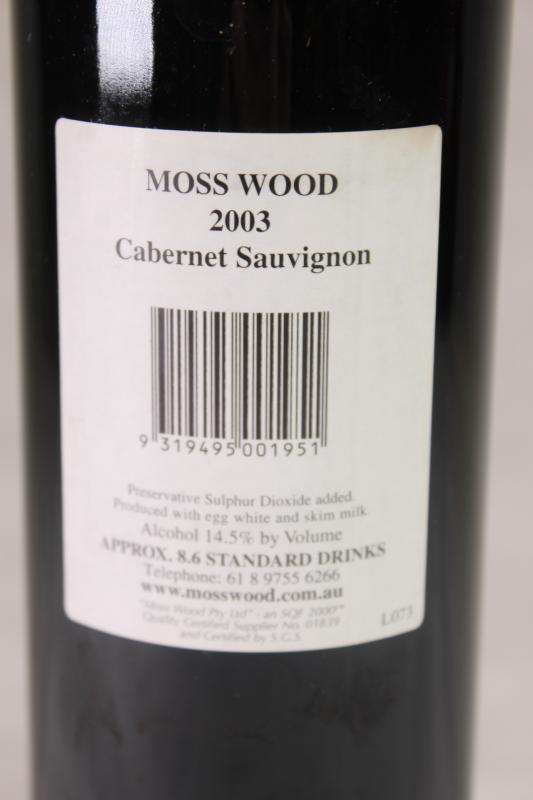 MOSS WOOD
2003
Cabernet Sauvignon
9 319495 001951
Preservative Sulphur Dioxide added.
Produced with egg white and skim milk.
Alcohol 14.5% by Volume
APPROX. 8.6 STANDARD DRINKS
Telephone: 61 8 9755 6266
www.mosswood.com.au
"Moss Wood Pty Ltd" - an SQF 2000™
Quality Certified Supplier No. 01839
and Certified by S.G.S.
L073